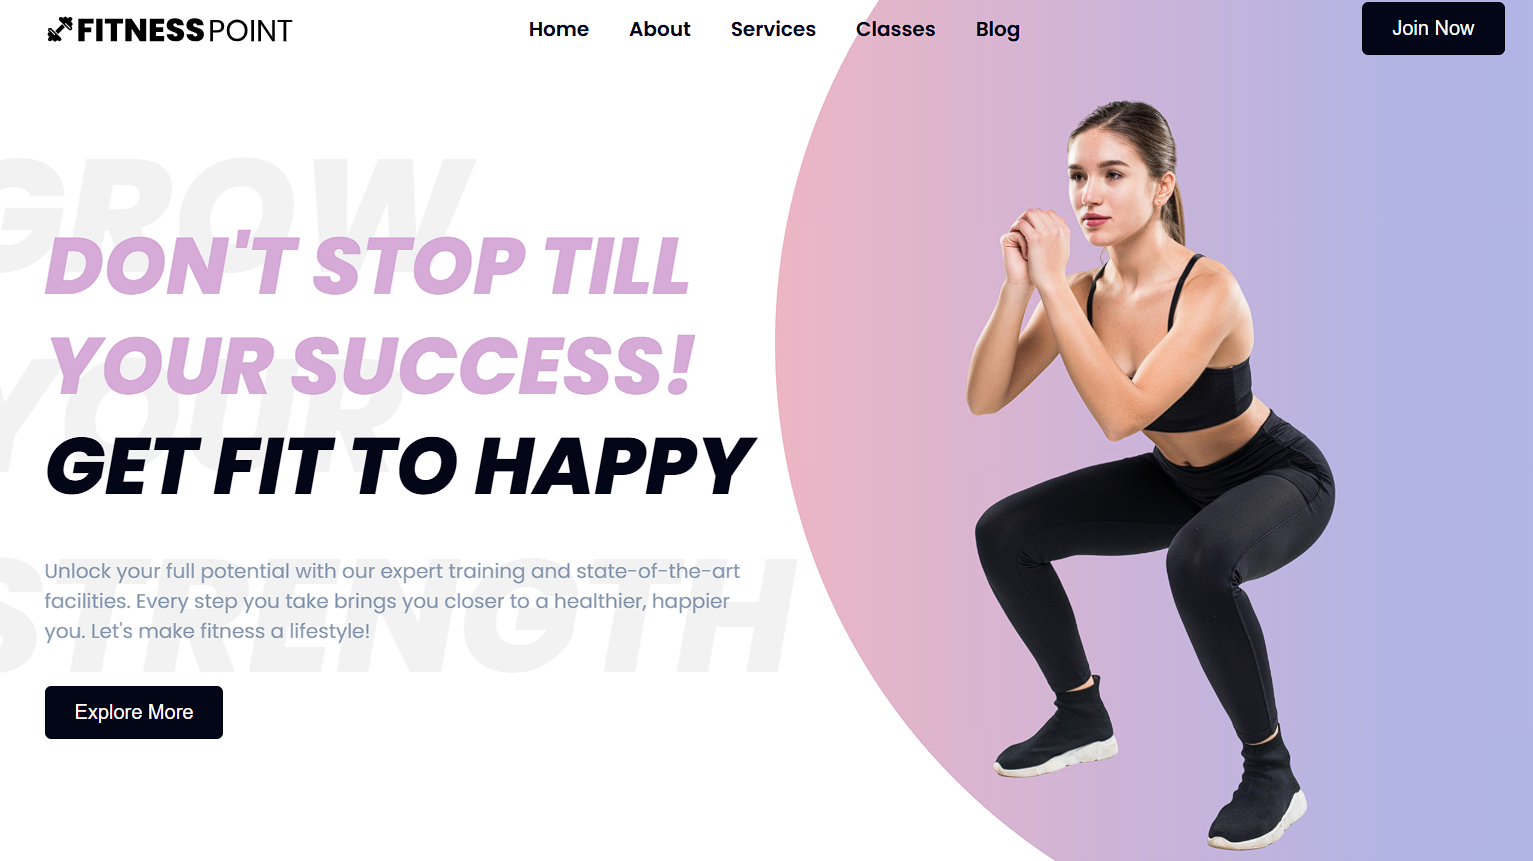 FITNESS POINT
Home About Services Classes Blog
Join Now
GROW
DON'T STOP TILL
YOUR SUCCESS!
YOUR
GET FIT TO HAPPY
STRENGTH
Unlock your full potential with our expert training and state-of-the-art
facilities. Every step you take brings you closer to a healthier, happier
you. Let's make fitness a lifestyle!
Explore More